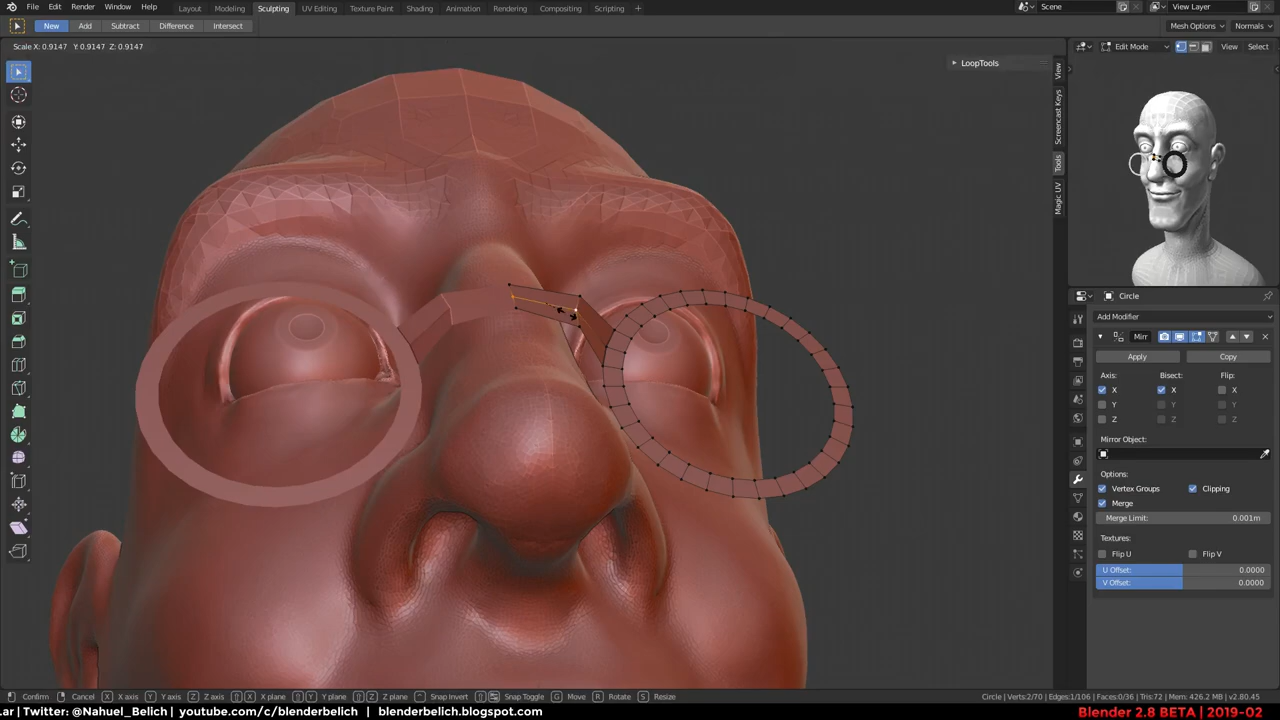 File Edit Render Window Help Layout Modeling Sculpting UV Editing Texture Paint Shading Animation Rendering Compositing Scripting + Scene View Layer
New Add Subtract Difference Intersect Mesh Options Normals
Scale X: 0.9147 Y: 0.9147 Z: 0.9147 Edit Mode View Select
LoopTools
View
Screencast Keys
Tools
Magic UV
Circle
Add Modifier
Mirr
Apply Copy
Axis: Bisect: Flip:
X X X
Y Y Y
Z Z Z
Mirror Object:
Options:
Vertex Groups Clipping
Merge
Merge Limit: 0.001m
Textures:
Flip U Flip V
U Offset: 0.0000
V Offset: 0.0000
Confirm Cancel X X axis Y Y axis Z Z axis X X plane Y Y plane Z Z plane Snap Invert Snap Toggle G Move R Rotate S Resize Circle | Verts:2/70 | Edges:1/106 | Faces:0/36 | Tris:72 | Mem: 426.2 MB | v2.80.45
ar | Twitter: @Nahuel_Belich | youtube.com/c/blenderbelich | blenderbelich.blogspot.com Blender 2.8 BETA | 2019-02